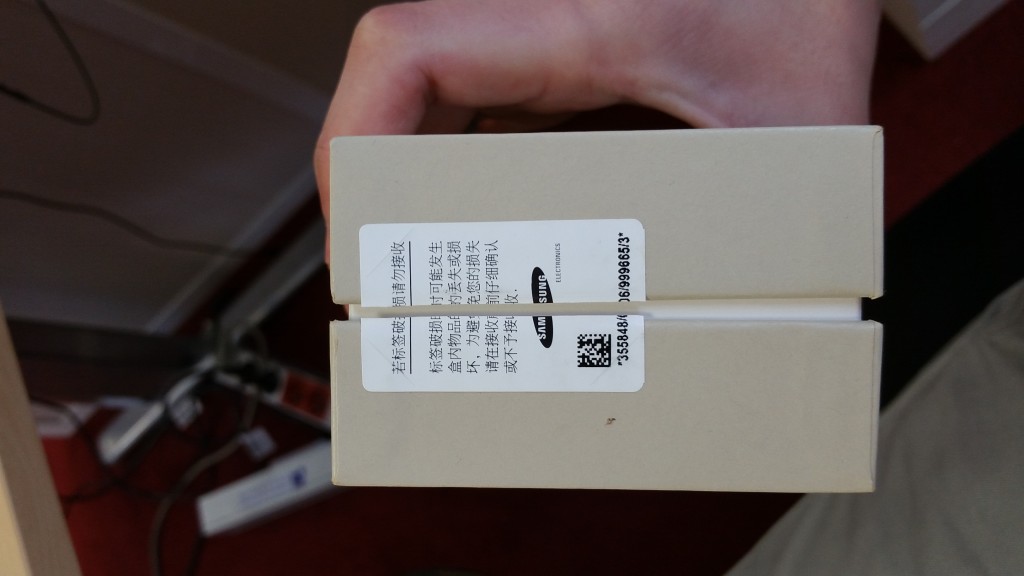 若标签破损请勿接收
标签破损时可能发生
盒内物品的丢失或损
坏，为避免您的损失
请在接收前仔细确认
或不予接收.
SAMSUNG
ELECTRONICS
*355848/ 06/999665/3*